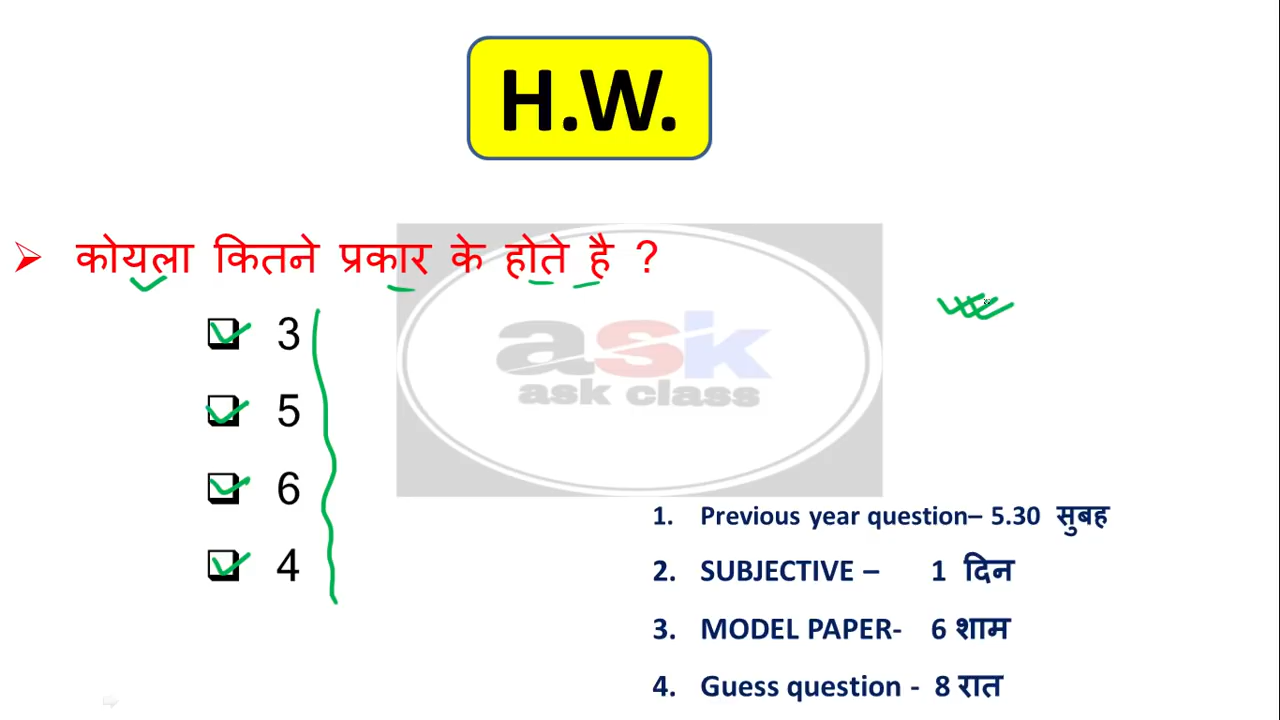 H.W.
➢ कोयला कितने प्रकार के होते है ?
3
5
6
4
ask
ask class
1. Previous year question– 5.30 सुबह
2. SUBJECTIVE – 1 दिन
3. MODEL PAPER- 6 शाम
4. Guess question - 8 रात